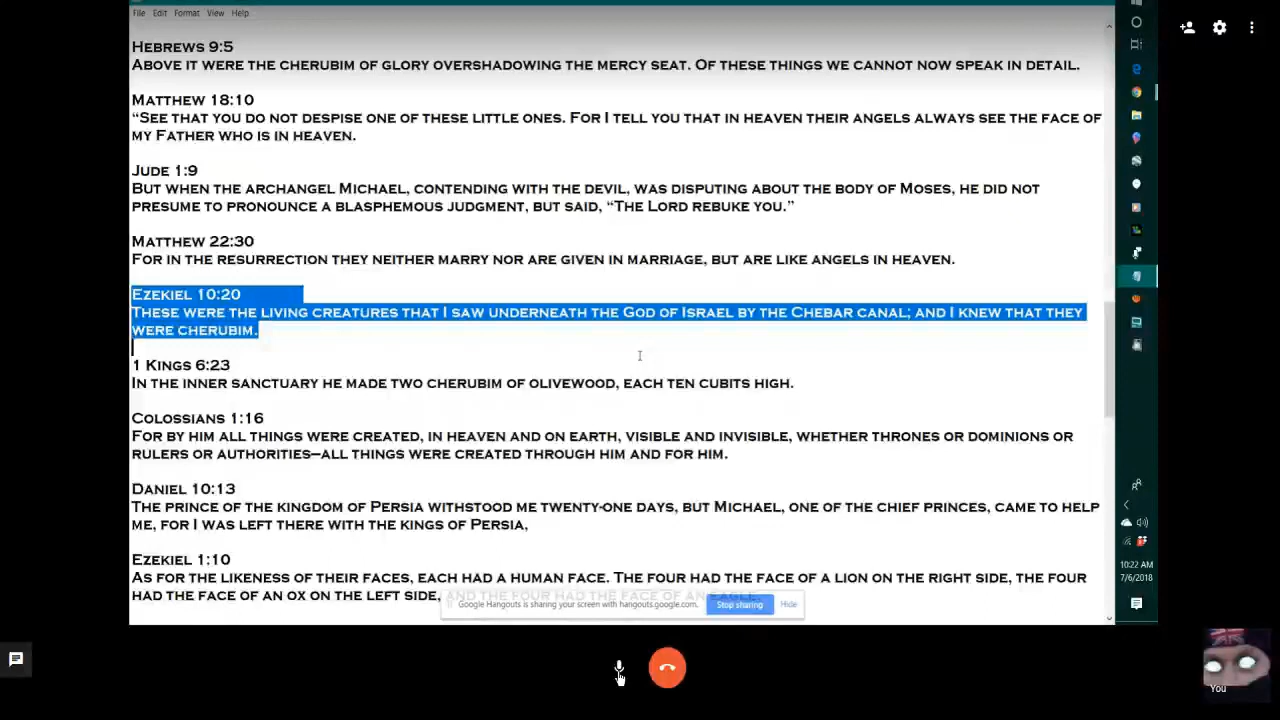 File Edit Format View Help
Hebrews 9:5
Above it were the cherubim of glory overshadowing the mercy seat. Of these things we cannot now speak in detail.
Matthew 18:10
“See that you do not despise one of these little ones. For I tell you that in heaven their angels always see the face of
my Father who is in heaven.
Jude 1:9
But when the archangel Michael, contending with the devil, was disputing about the body of Moses, he did not
presume to pronounce a blasphemous judgment, but said, “The Lord rebuke you.”
Matthew 22:30
For in the resurrection they neither marry nor are given in marriage, but are like angels in heaven.
Ezekiel 10:20
These were the living creatures that I saw underneath the God of Israel by the Chebar canal; and I knew that they
were cherubim.
1 Kings 6:23
In the inner sanctuary he made two cherubim of olivewood, each ten cubits high.
Colossians 1:16
For by him all things were created, in heaven and on earth, visible and invisible, whether thrones or dominions or
rulers or authorities—all things were created through him and for him.
Daniel 10:13
The prince of the kingdom of Persia withstood me twenty-one days, but Michael, one of the chief princes, came to help
me, for I was left there with the kings of Persia,
Ezekiel 1:10
As for the likeness of their faces, each had a human face. The four had the face of a lion on the right side, the four
had the face of an ox on the left side, and the four had the face of an eagle.
Google Hangouts is sharing your screen with hangouts.google.com.
Stop sharing
Hide
10:22 AM
7/6/2018
You